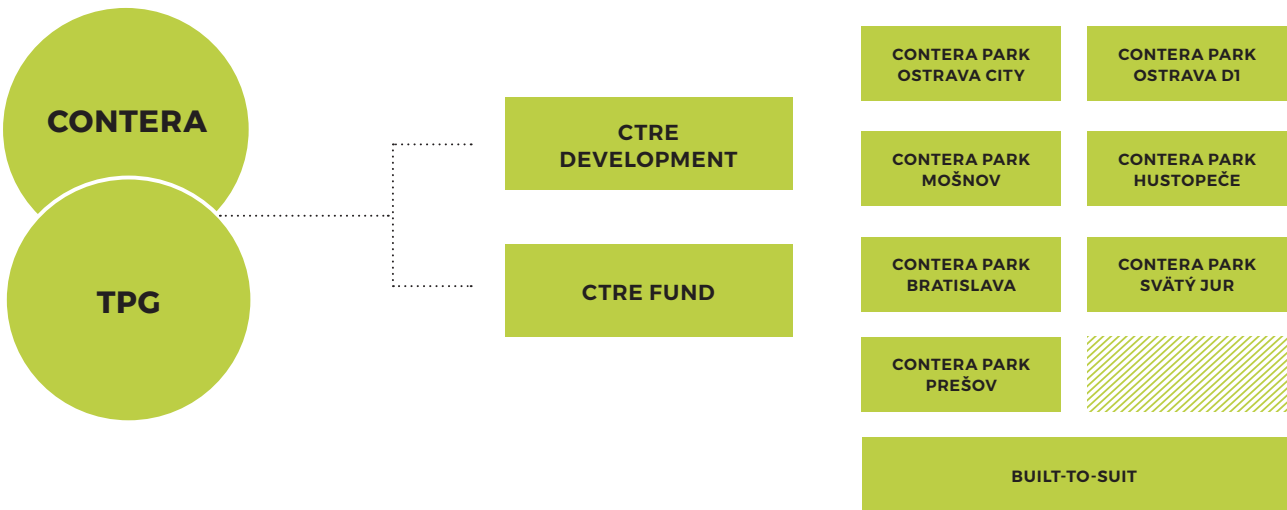 CONTERA
TPG
CTRE
DEVELOPMENT
CTRE FUND
CONTERA PARK
OSTRAVA CITY
CONTERA PARK
OSTRAVA D1
CONTERA PARK
MOŠNOV
CONTERA PARK
HUSTOPEČE
CONTERA PARK
BRATISLAVA
CONTERA PARK
SVÄTÝ JUR
CONTERA PARK
PREŠOV
BUILT-TO-SUIT